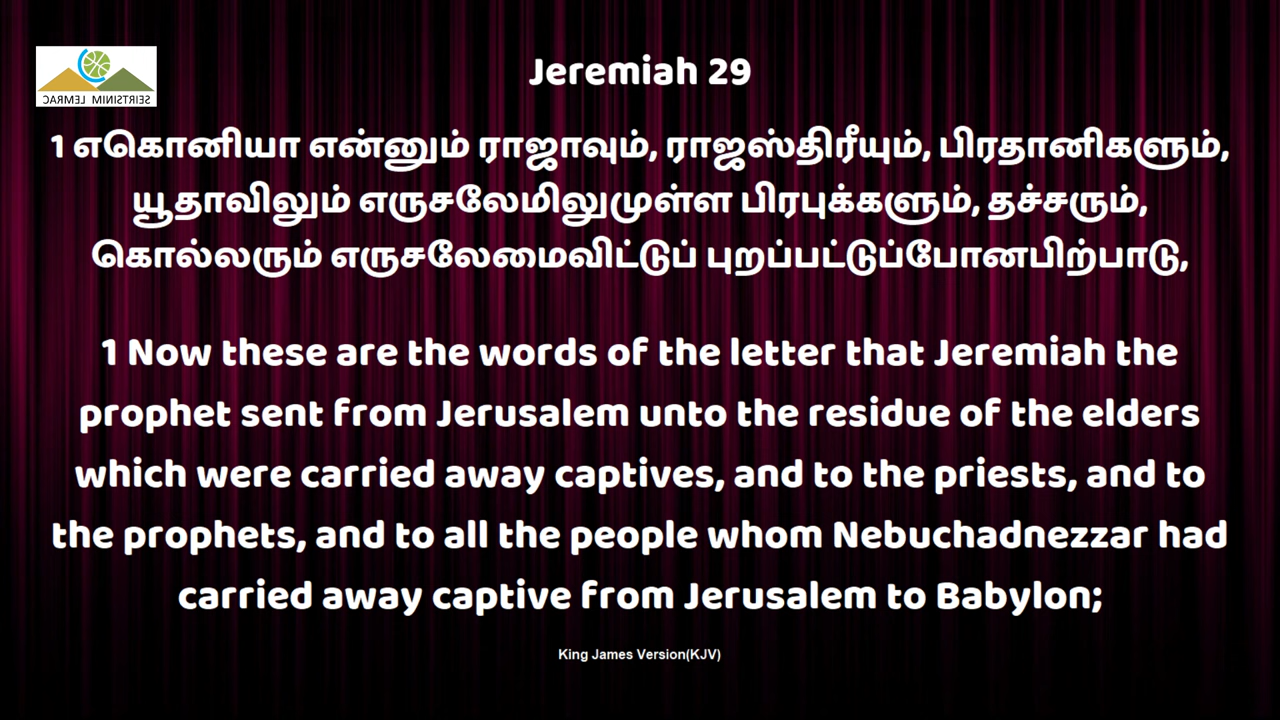 CARMEL MINISTRIES
Jeremiah 29
1 எகொனியா என்னும் ராஜாவும், ராஜஸ்திரீயும், பிரதானிகளும்,
யூதாவிலும் எருசலேமிலுமுள்ள பிரபுக்களும், தச்சரும்,
கொல்லரும் எருசலேமைவிட்டுப் புறப்பட்டுப்போனபிற்பாடு,
1 Now these are the words of the letter that Jeremiah the
prophet sent from Jerusalem unto the residue of the elders
which were carried away captives, and to the priests, and to
the prophets, and to all the people whom Nebuchadnezzar had
carried away captive from Jerusalem to Babylon;
King James Version(KJV)